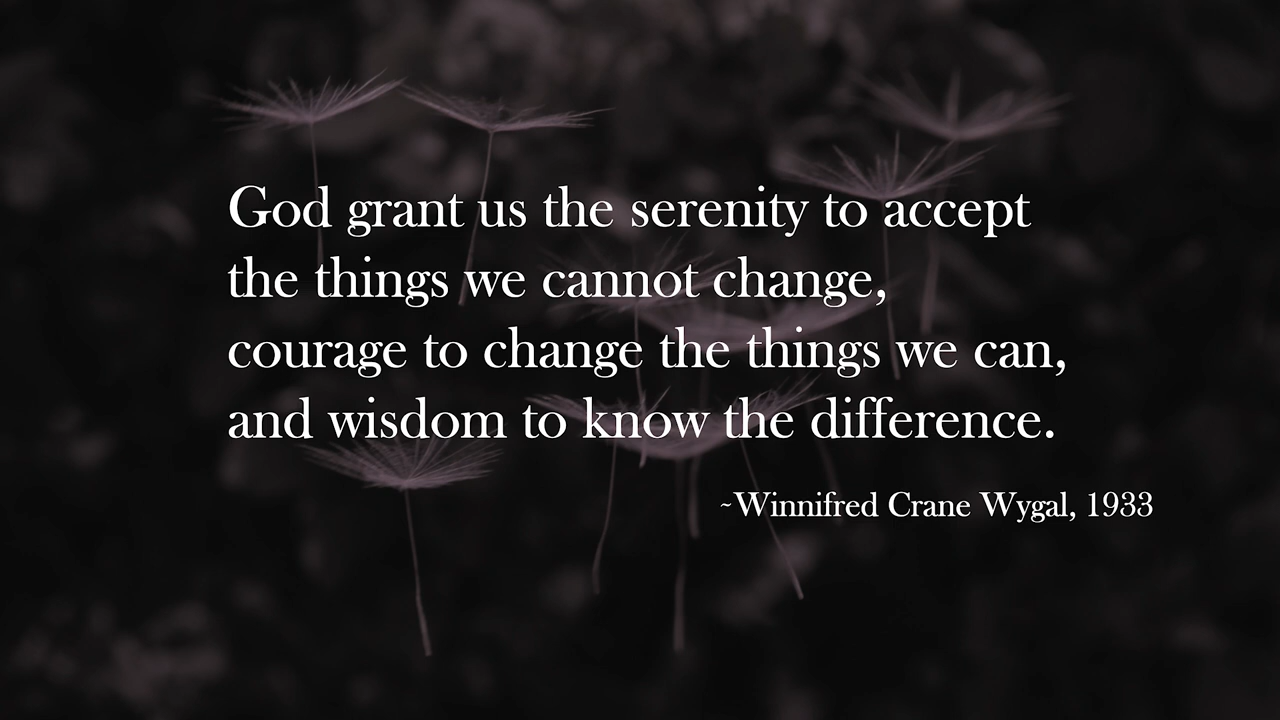 God grant us the serenity to accept
the things we cannot change,
courage to change the things we can,
and wisdom to know the difference.
~Winnifred Crane Wygal, 1933